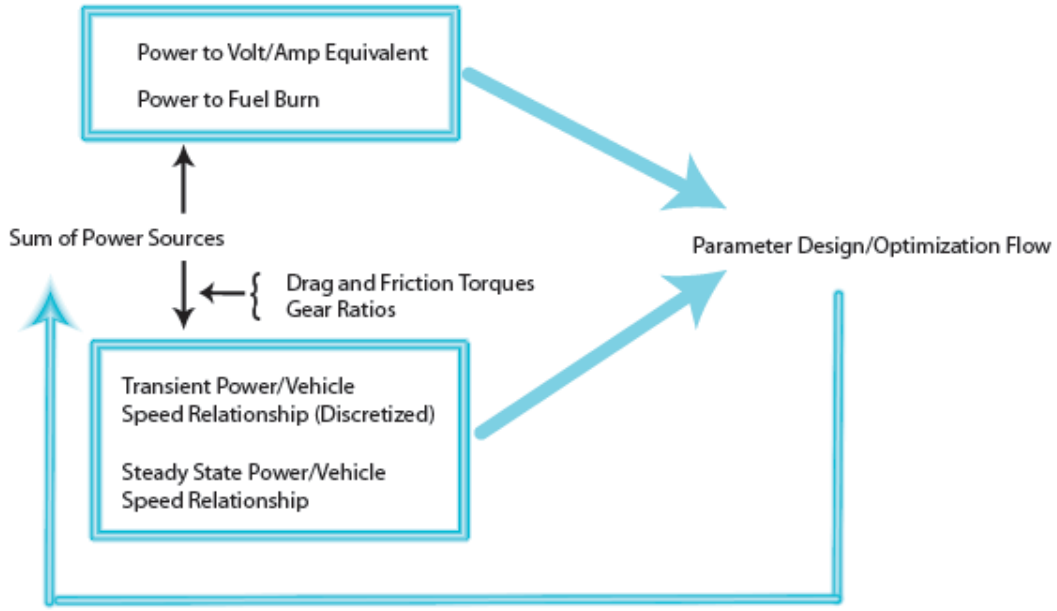 Power to Volt/Amp Equivalent
Power to Fuel Burn
Sum of Power Sources
Parameter Design/Optimization Flow
Drag and Friction Torques
Gear Ratios
Transient Power/Vehicle
Speed Relationship (Discretized)
Steady State Power/Vehicle
Speed Relationship